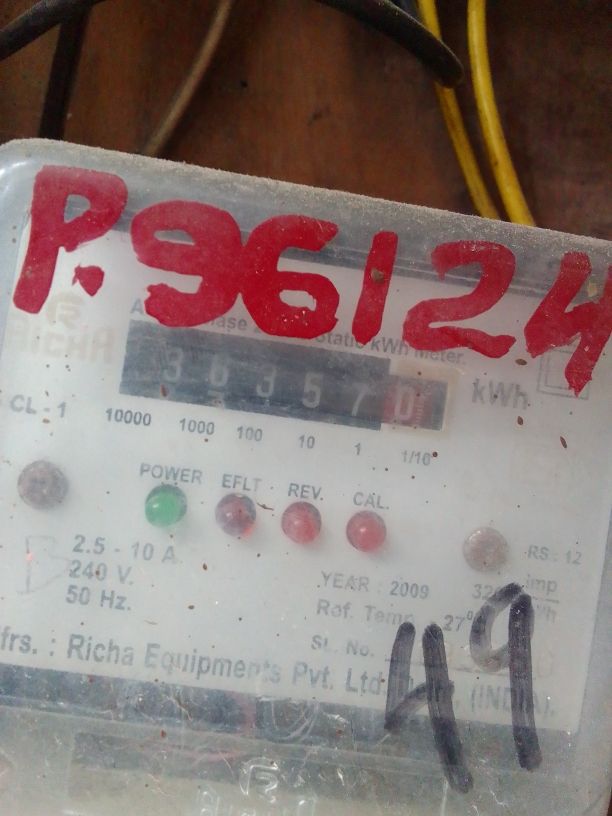 P.96124
RICHA
Static kWh Meter.
3 6 3 5 7 0 kWh
CL - 1
10000 1000 100 10 1 1/10
POWER EFLT REV. CAL.
2.5 - 10 A
240 V.
50 Hz.
RS : 12
YEAR : 2009
imp
Ref. Temp. 27°
SL. No.
49
Mfrs. : Richa Equipments Pvt. Ltd. (INDIA).